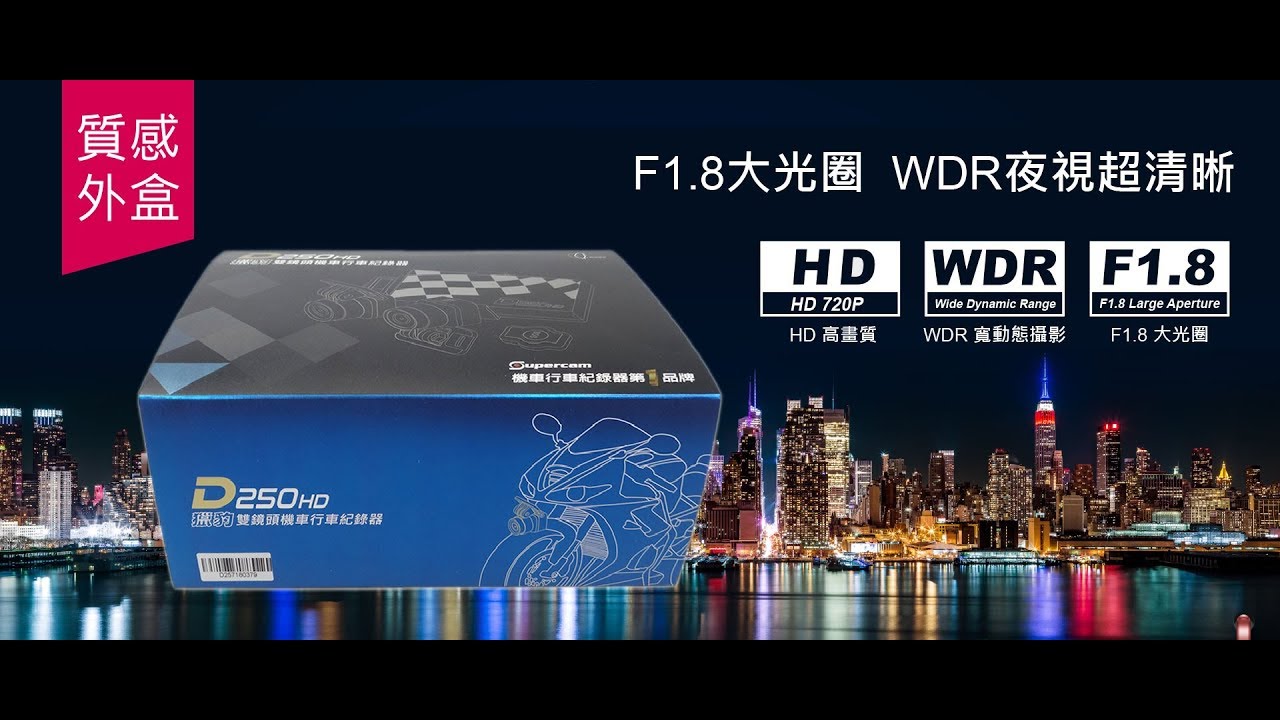 質感
外盒
F1.8大光圈 WDR夜視超清晰
HD
HD 720P
HD 高畫質
WDR
Wide Dynamic Range
WDR 寬動態攝影
F1.8
F1.8 Large Aperture
F1.8 大光圈
D250HD
獵豹 雙鏡頭機車行車紀錄器
Supercam
機車行車紀錄器第1品牌
D250HD
獵豹 雙鏡頭機車行車紀錄器
D257180379